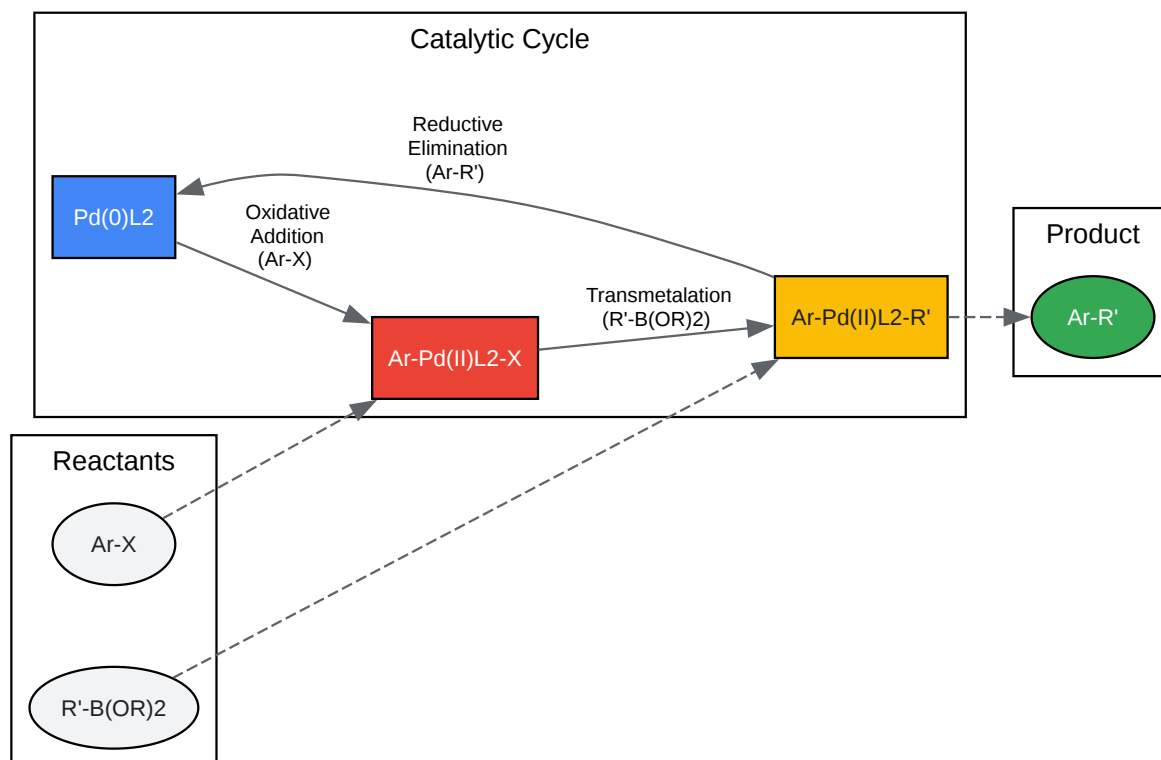 Catalytic Cycle
Reductive
Elimination
(Ar-R')
Pd(0)L2
Oxidative
Addition
(Ar-X)
Transmetalation
(R'-B(OR)2)
Ar-Pd(II)L2-X
Ar-Pd(II)L2-R'
Product
Ar-R'
Reactants
Ar-X
R'-B(OR)2